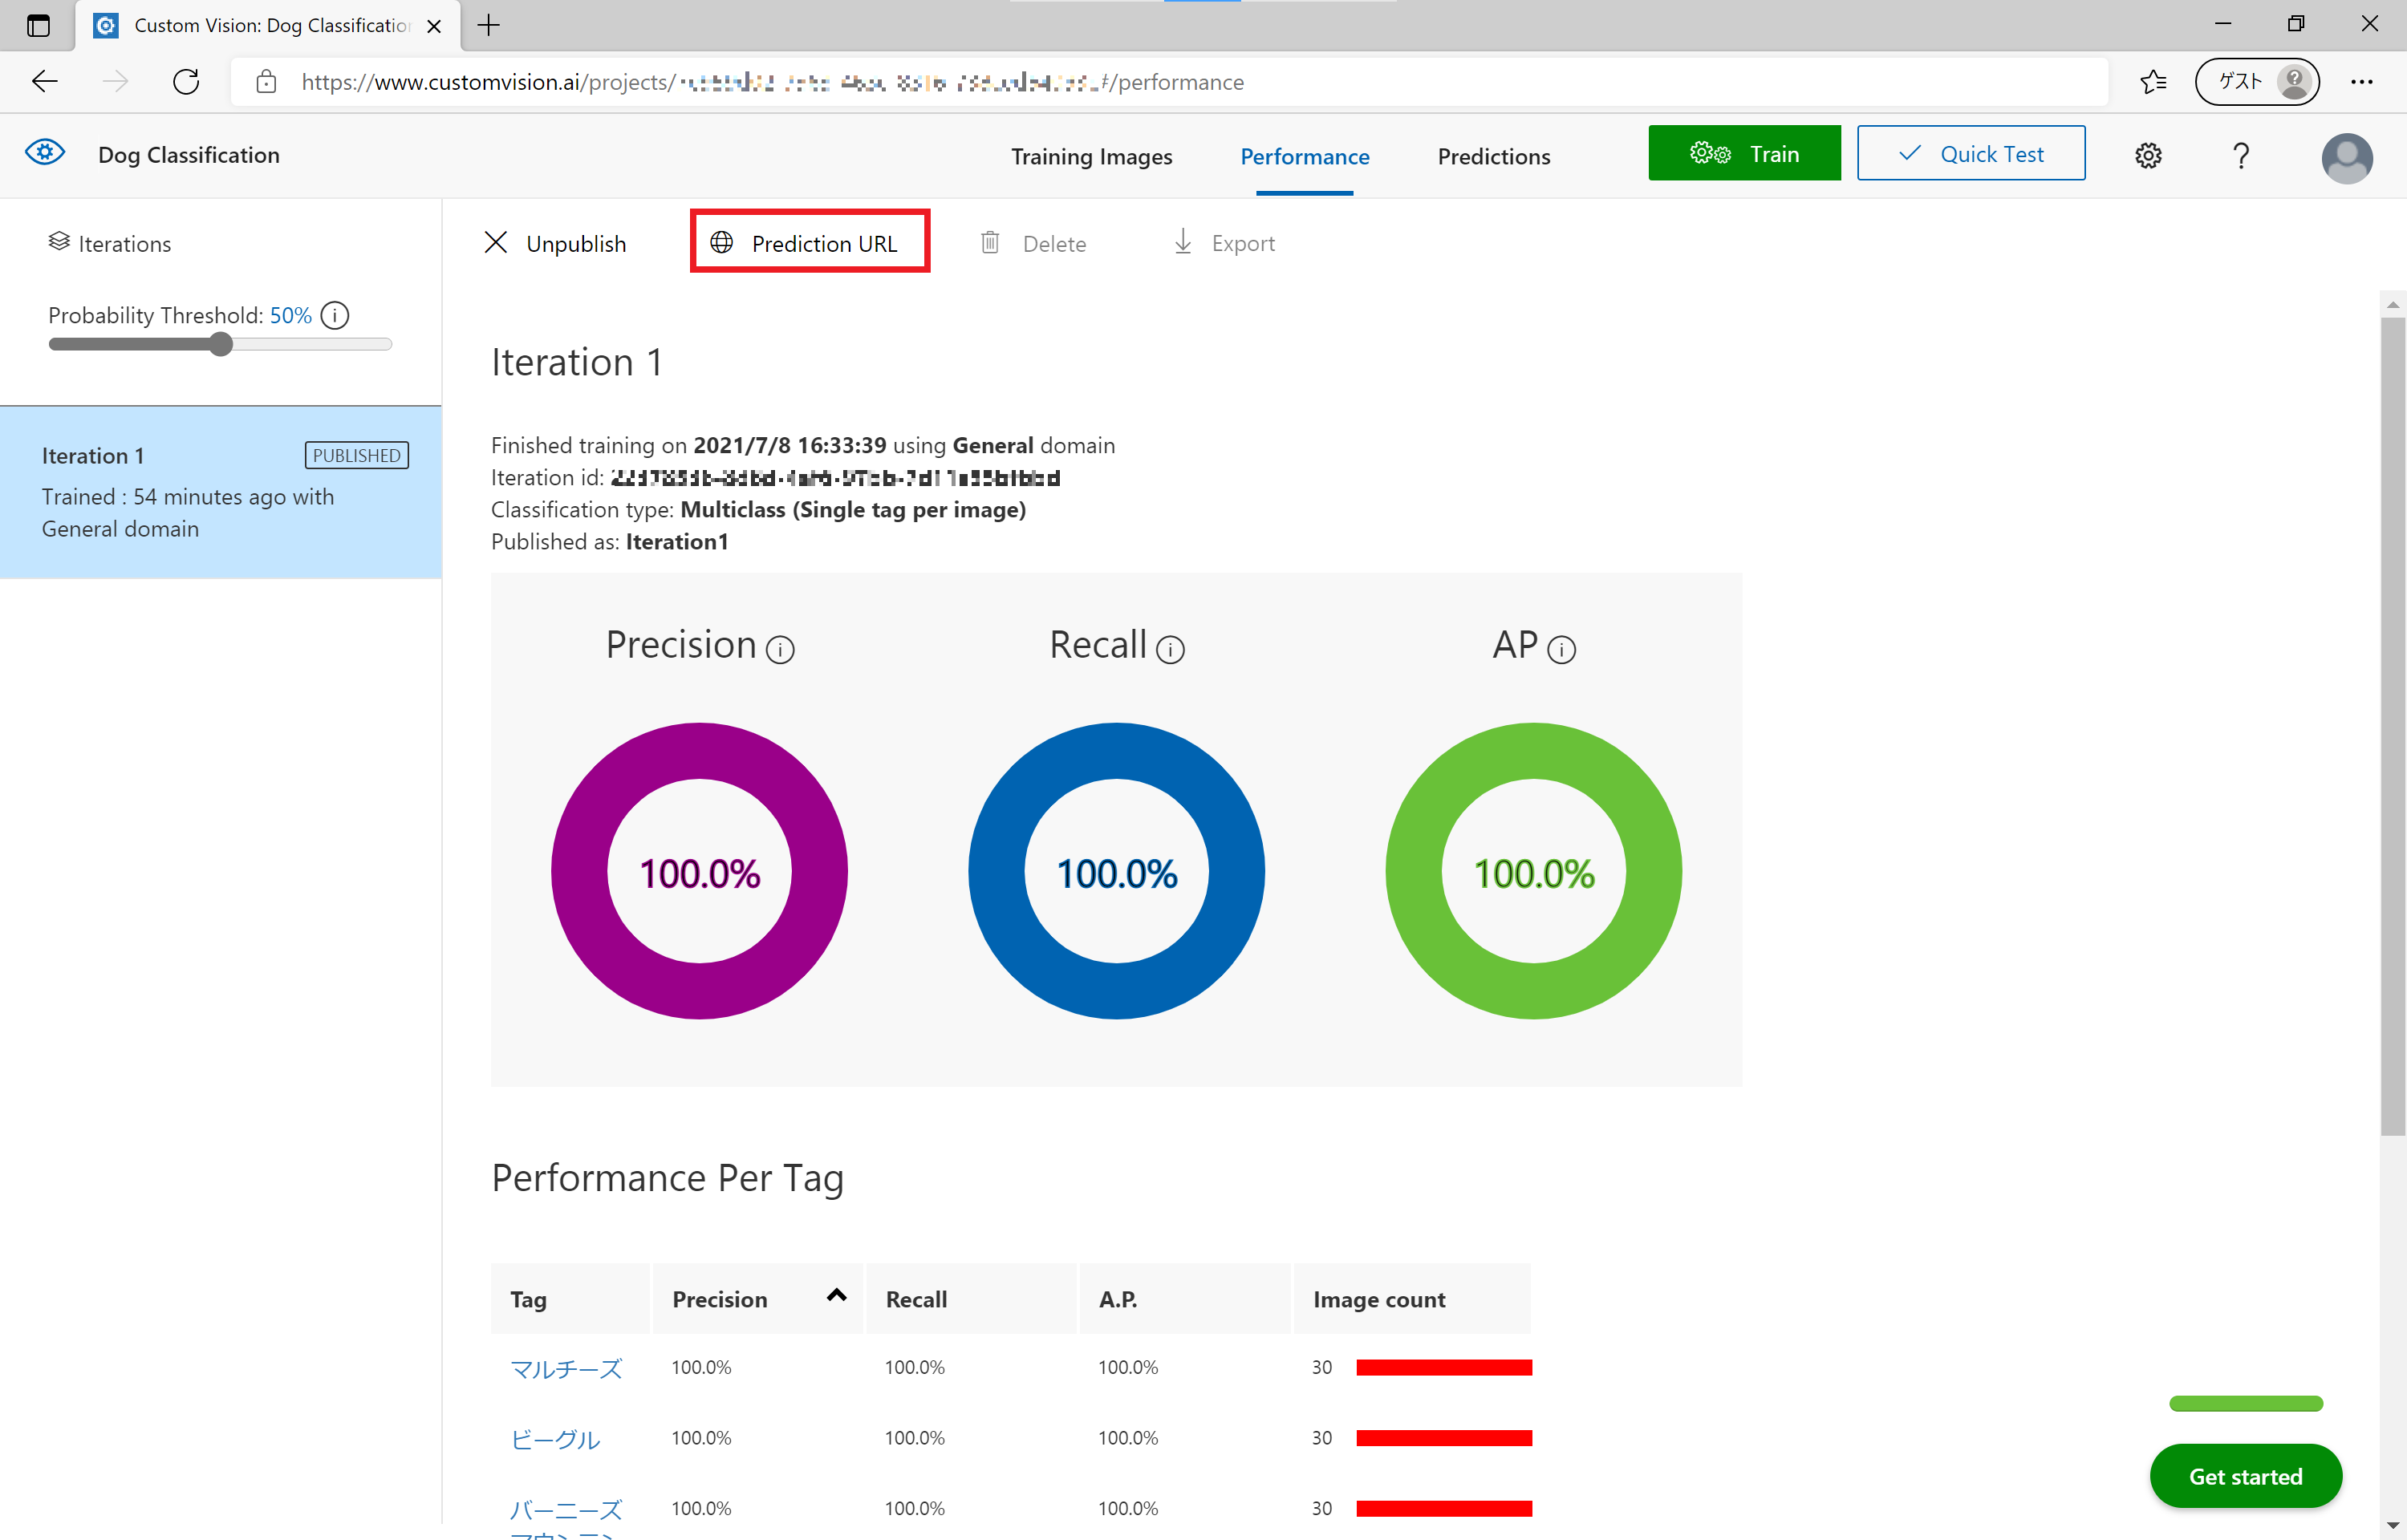 Custom Vision: Dog Classification
https://www.customvision.ai/projects/ #/performance
ゲスト
Dog Classification
Training Images
Performance
Predictions
Train
Quick Test
Iterations
Unpublish
Prediction URL
Delete
Export
Probability Threshold: 50%
Iteration 1
PUBLISHED
Trained : 54 minutes ago with
General domain
Iteration 1
Finished training on 2021/7/8 16:33:39 using General domain
Iteration id:
Classification type: Multiclass (Single tag per image)
Published as: Iteration1
Precision
Recall
AP
100.0%
100.0%
100.0%
Performance Per Tag
Tag Precision Recall A.P. Image count
マルチーズ 100.0% 100.0% 100.0% 30
ビーグル 100.0% 100.0% 100.0% 30
バーニーズ 100.0% 100.0% 100.0% 30
Get started